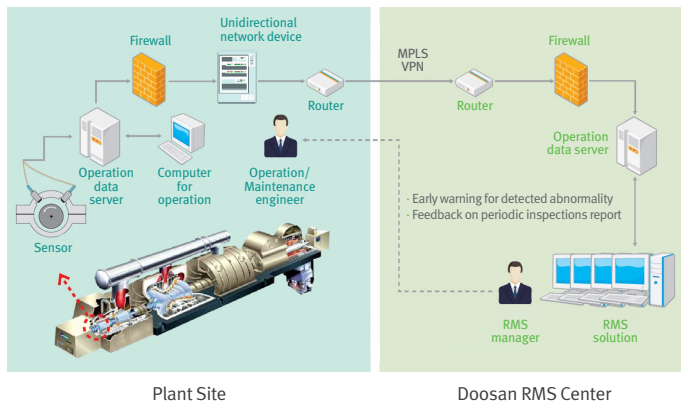 Unidirectional
network device
Firewall
Router
MPLS
VPN
Router
Firewall
Operation
data server
Operation
data
server
Computer
for
operation
Operation/
Maintenance
engineer
Sensor
· Early warning for detected abnormality
· Feedback on periodic inspections report
RMS
manager
RMS
solution
Plant Site
Doosan RMS Center